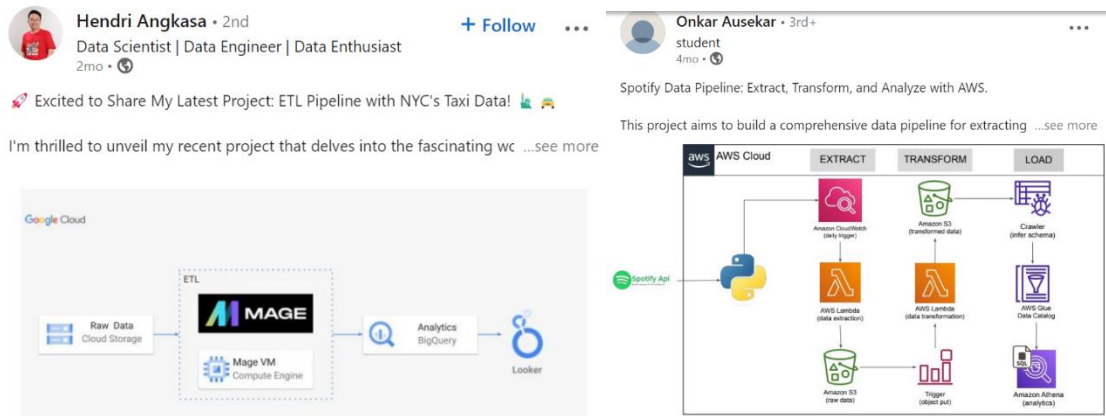 Hendri Angkasa • 2nd
Data Scientist | Data Engineer | Data Enthusiast
2mo •
+ Follow
🚀 Excited to Share My Latest Project: ETL Pipeline with NYC's Taxi Data! 🗽 🚖
I'm thrilled to unveil my recent project that delves into the fascinating wc ...see more
Google Cloud
ETL
MAGE
Raw Data
Cloud Storage
Mage VM
Compute Engine
Analytics
BigQuery
Looker
Onkar Ausekar • 3rd+
student
4mo •
Spotify Data Pipeline: Extract, Transform, and Analyze with AWS.
This project aims to build a comprehensive data pipeline for extracting ...see more
aws
AWS Cloud
EXTRACT
TRANSFORM
LOAD
Spotify Api
Amazon CloudWatch
(daily trigger)
AWS Lambda
(data extraction)
Amazon S3
(raw data)
Amazon S3
(transformed data)
AWS Lambda
(data transformation)
Trigger
(object put)
Crawler
(infer schema)
AWS Glue
Data Catalog
SQL
Amazon Athena
(analytics)